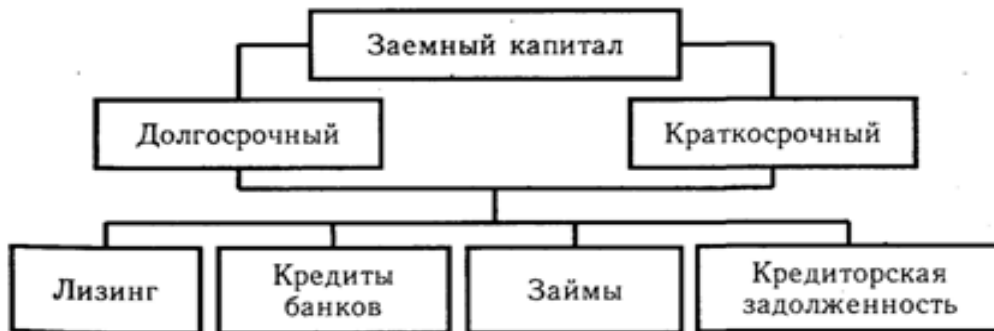 Заемный капитал
Долгосрочный
Краткосрочный
Лизинг
Кредиты
банков
Займы
Кредиторская
задолженность